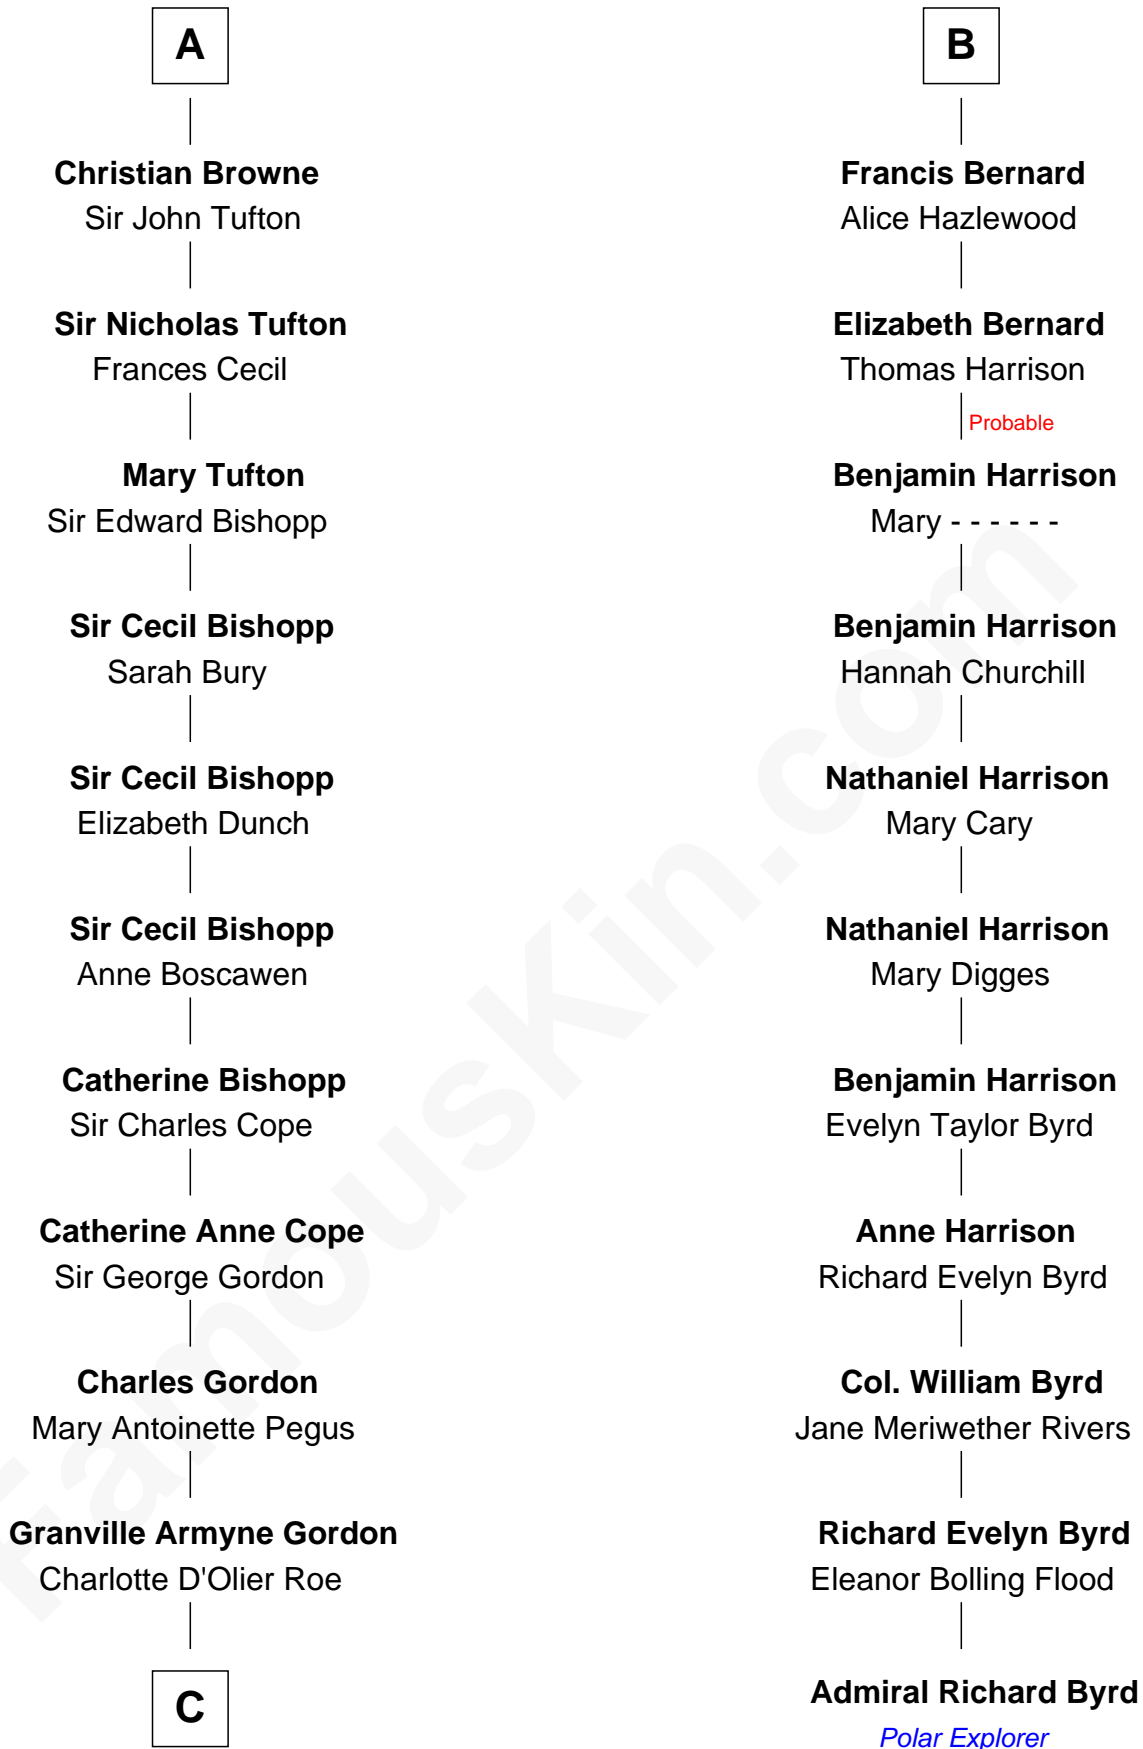 A
Christian Browne
Sir John Tufton
Sir Nicholas Tufton
Frances Cecil
Mary Tufton
Sir Edward Bishopp
Sir Cecil Bishopp
Sarah Bury
Sir Cecil Bishopp
Elizabeth Dunch
Sir Cecil Bishopp
Anne Boscawen
Catherine Bishopp
Sir Charles Cope
Catherine Anne Cope
Sir George Gordon
Charles Gordon
Mary Antoinette Pegus
Granville Armyne Gordon
Charlotte D'Olier Roe
C
B
Francis Bernard
Alice Hazlewood
Elizabeth Bernard
Thomas Harrison
Probable
Benjamin Harrison
Mary - - - - - -
Benjamin Harrison
Hannah Churchill
Nathaniel Harrison
Mary Cary
Nathaniel Harrison
Mary Digges
Benjamin Harrison
Evelyn Taylor Byrd
Anne Harrison
Richard Evelyn Byrd
Col. William Byrd
Jane Meriwether Rivers
Richard Evelyn Byrd
Eleanor Bolling Flood
Admiral Richard Byrd
Polar Explorer
FamousKin.com